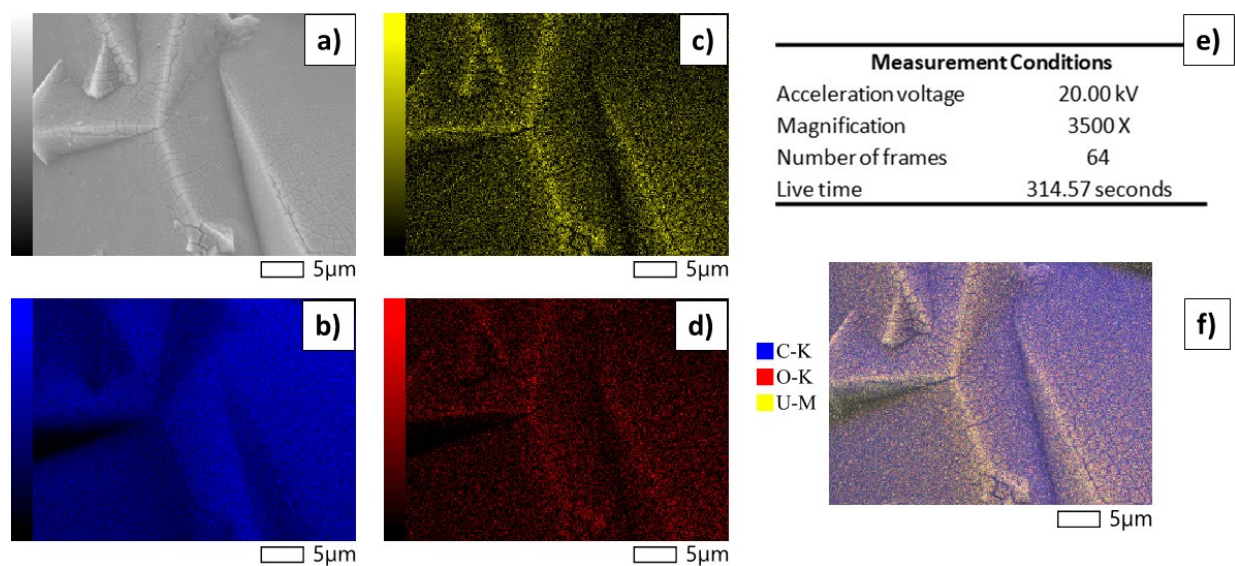 a)
5µm
c)
5µm
e)
Measurement Conditions
Acceleration voltage 20.00 kV
Magnification 3500 X
Number of frames 64
Live time 314.57 seconds
b)
5µm
d)
5µm
f)
C-K
O-K
U-M
5µm